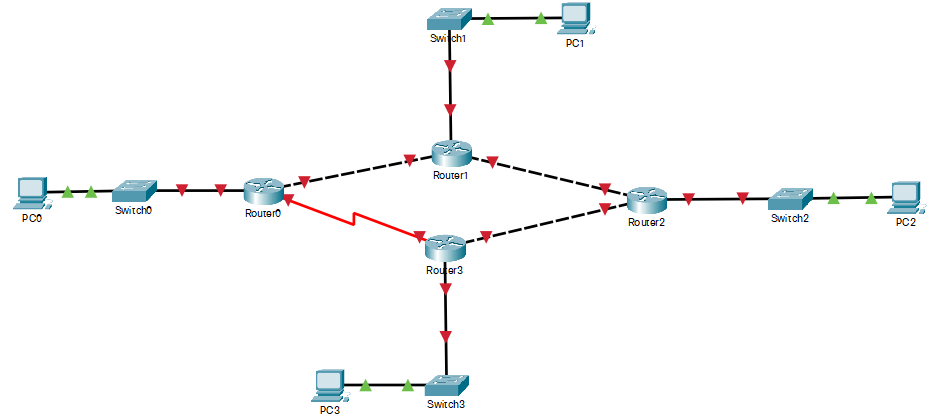 Switch1
PC1
Router1
PC0
Switch0
Router0
Router2
Switch2
PC2
Router3
PC3
Switch3